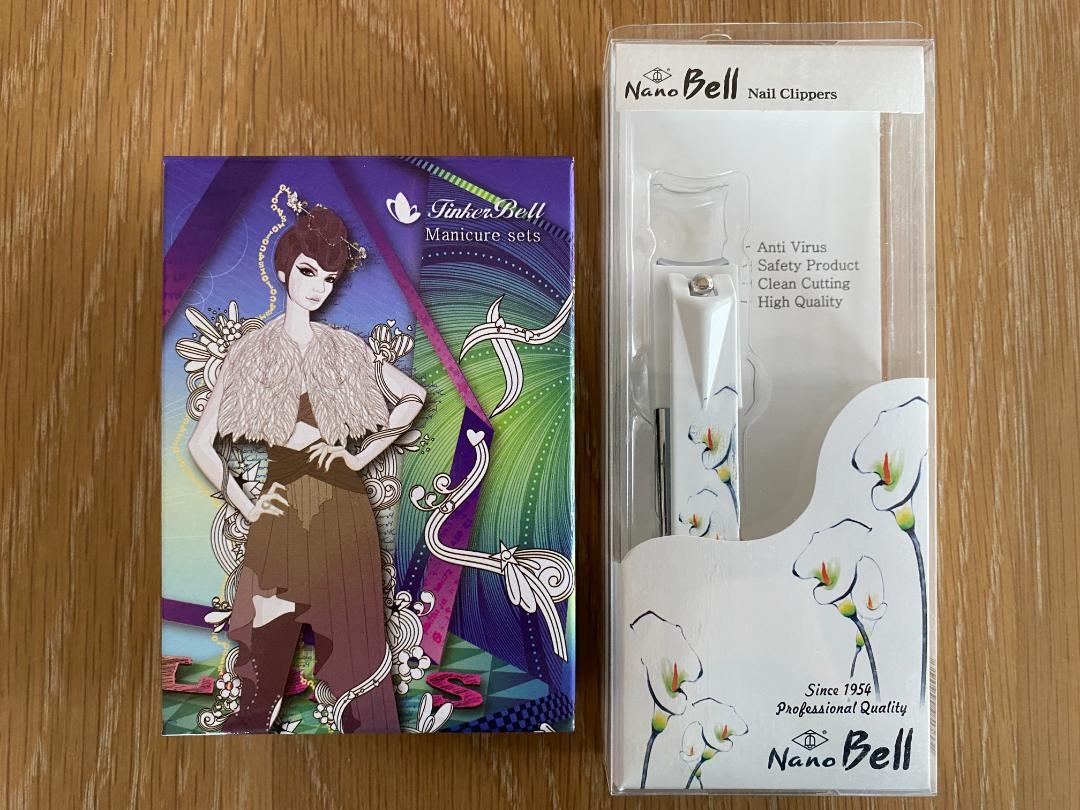 TinkerBell
Manicure sets
Nano Bell Nail Clippers
Anti Virus
Safety Product
Clean Cutting
High Quality
Since 1954
Professional Quality
Nano Bell